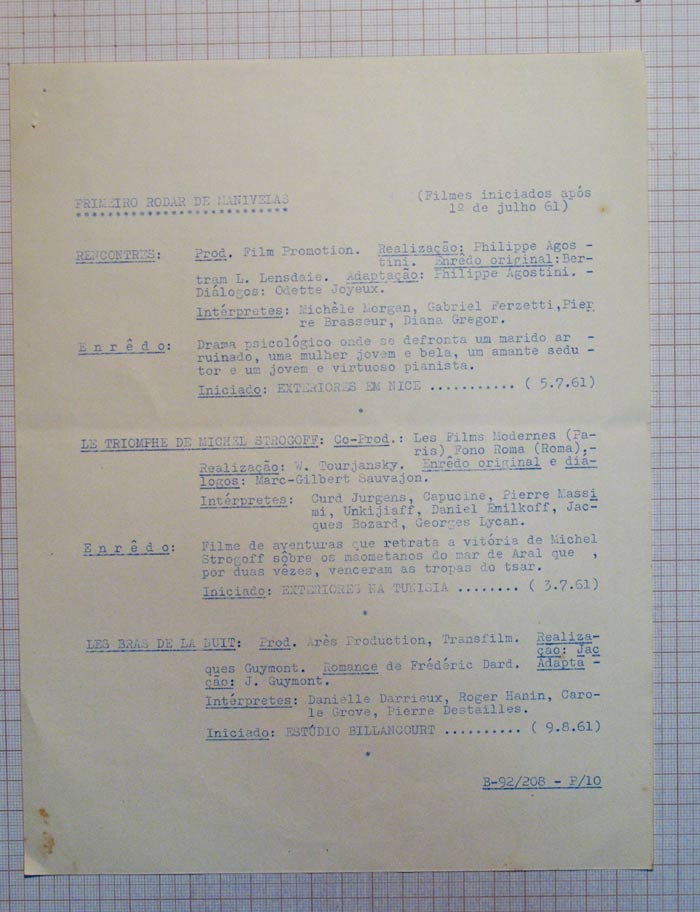 PRIMEIRO RODAR DE MANIVELAS (Filmes iniciados após
1º de julho 61)
RENCONTRES: Prod. Film Promotion. Realização: Philippe Agos -
tini. Enrêdo original: Ber-
tram L. Lensdaie. Adaptação: Philippe Agostini. -
Diálogos: Odette Joyeux.
Intérpretes: Michèle Morgan, Gabriel Ferzetti, Pier
re Brasseur, Diana Gregor.
E n r ê d o: Drama psicológico onde se defronta um marido ar -
ruinado, uma mulher jovem e bela, um amante sedu -
tor e um jovem e virtuoso pianista.
Iniciado: EXTERIORES EM NICE ........... ( 5.7.61)
*
LE TRIOMPHE DE MICHEL STROGOFF: Co-Prod.: Les Films Modernes (Pa-
ris) Fono Roma (Roma).-
Realização: W. Tourjansky. Enrêdo original e diá-
logos: Marc-Gilbert Sauvajon.
Intérpretes: Curd Jurgens, Capucine, Pierre Massi
mi, Unkijiaff, Daniel Emilkoff, Jac
ques Bozard, Georges Lycan.
E n r ê d o: Filme de aventuras que retrata a vitória de Michel
Strogoff sôbre os maometanos do mar de Aral que ,
por duas vêzes, venceram as tropas do tsar.
Iniciado: EXTERIORES NA TUNISIA ........ ( 3.7.61)
*
LES BRAS DE LA NUIT: Prod. Arès Production, Transfilm. Realiza-
ção: Jac
ques Guymont. Romance de Frédéric Dard. Adapta -
ção: J. Guymont.
Intérpretes: Danielle Darrieux, Roger Hanin, Caro-
le Grove, Pierre Destailles.
Iniciado: ESTÚDIO BILLANCOURT .......... ( 9.8.61)
*
B-92/208 - P/10